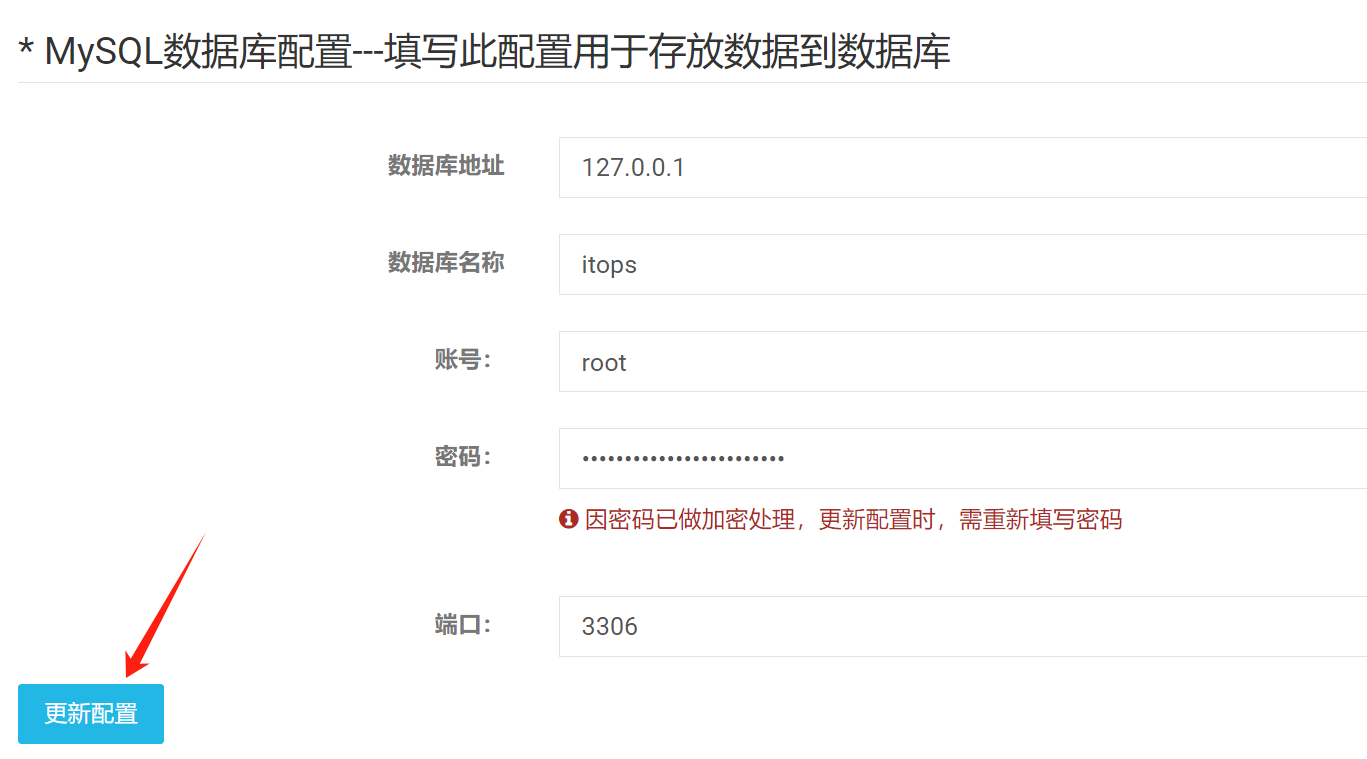 * MySQL数据库配置---填写此配置用于存放数据到数据库
数据库地址 127.0.0.1
数据库名称 itops
账号： root
密码： ••••••••••••••••••••••••
因密码已做加密处理，更新配置时，需重新填写密码
端口： 3306
更新配置